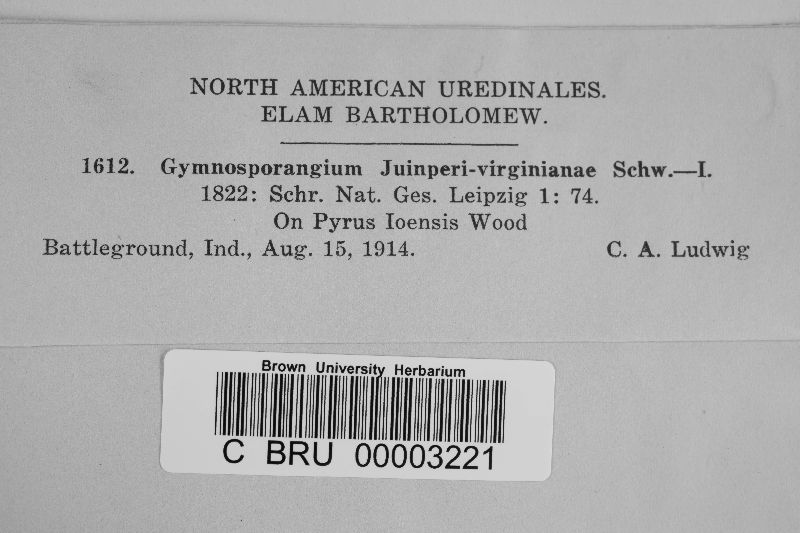 NORTH AMERICAN UREDINALES.
ELAM BARTHOLOMEW.
1612. Gymnosporangium Juinperi-virginianae Schw.—I.
1822: Schr. Nat. Ges. Leipzig 1: 74.
On Pyrus Ioensis Wood
Battleground, Ind., Aug. 15, 1914. C. A. Ludwig
Brown University Herbarium
C BRU 00003221